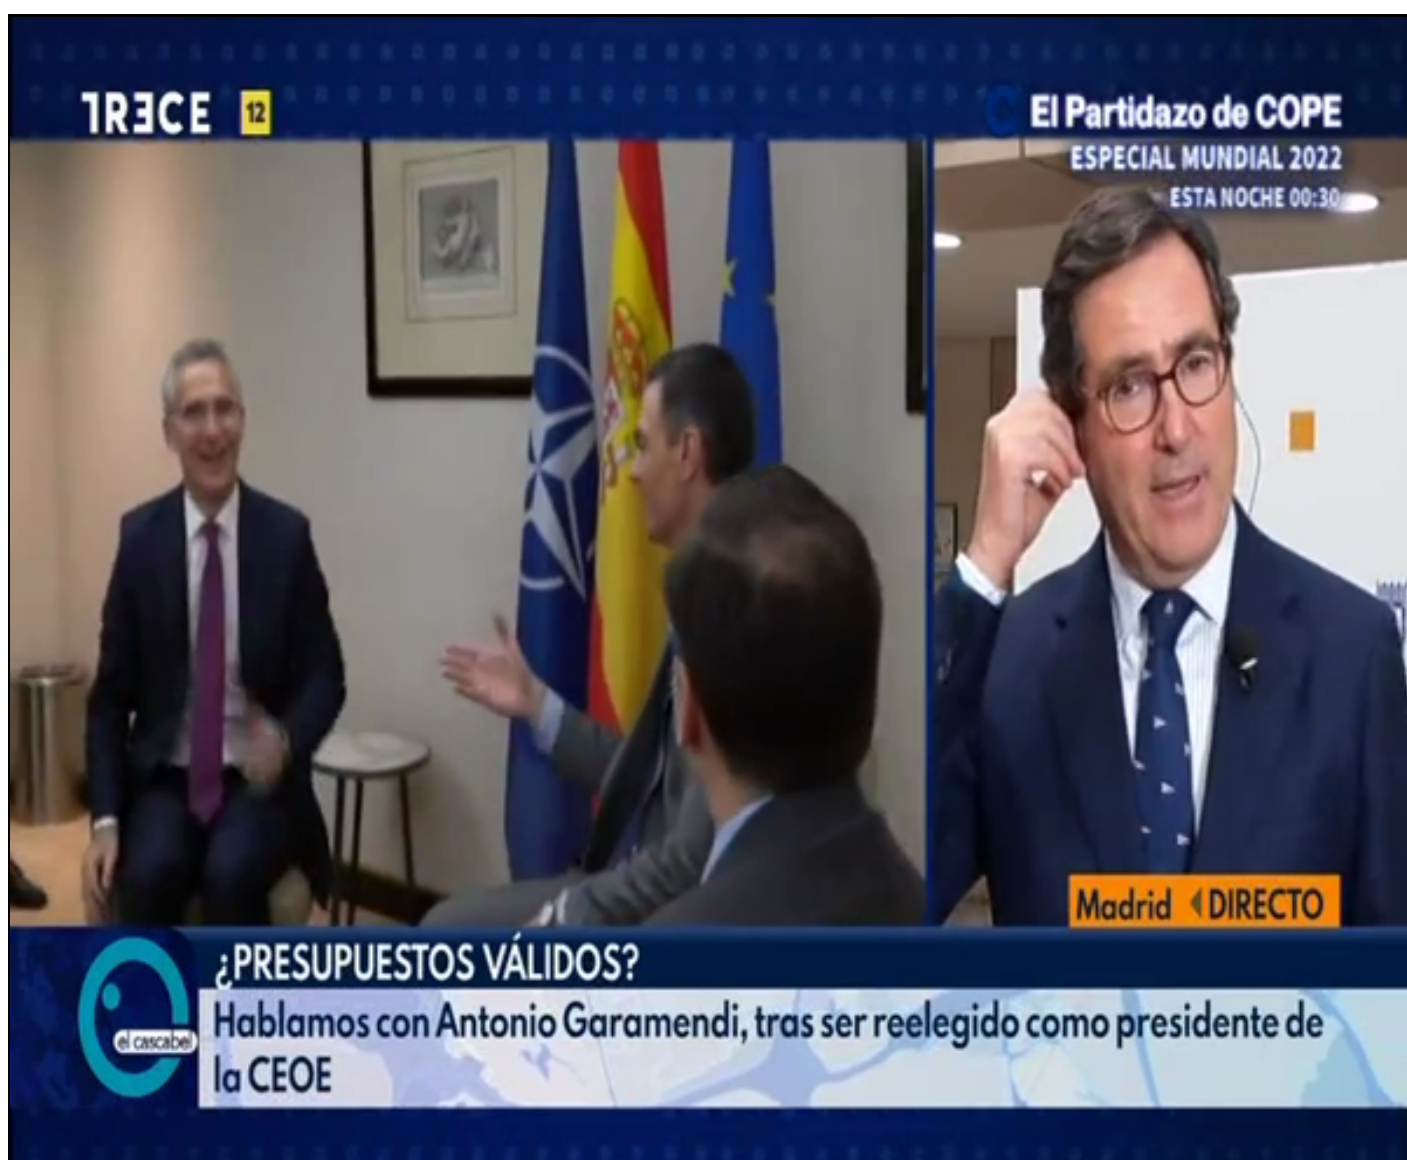 TRECE 12
El Partidazo de COPE
ESPECIAL MUNDIAL 2022
ESTA NOCHE 00:30
Madrid DIRECTO
¿PRESUPUESTOS VÁLIDOS?
Hablamos con Antonio Garamendi, tras ser reelegido como presidente de
la CEOE
el cascabel